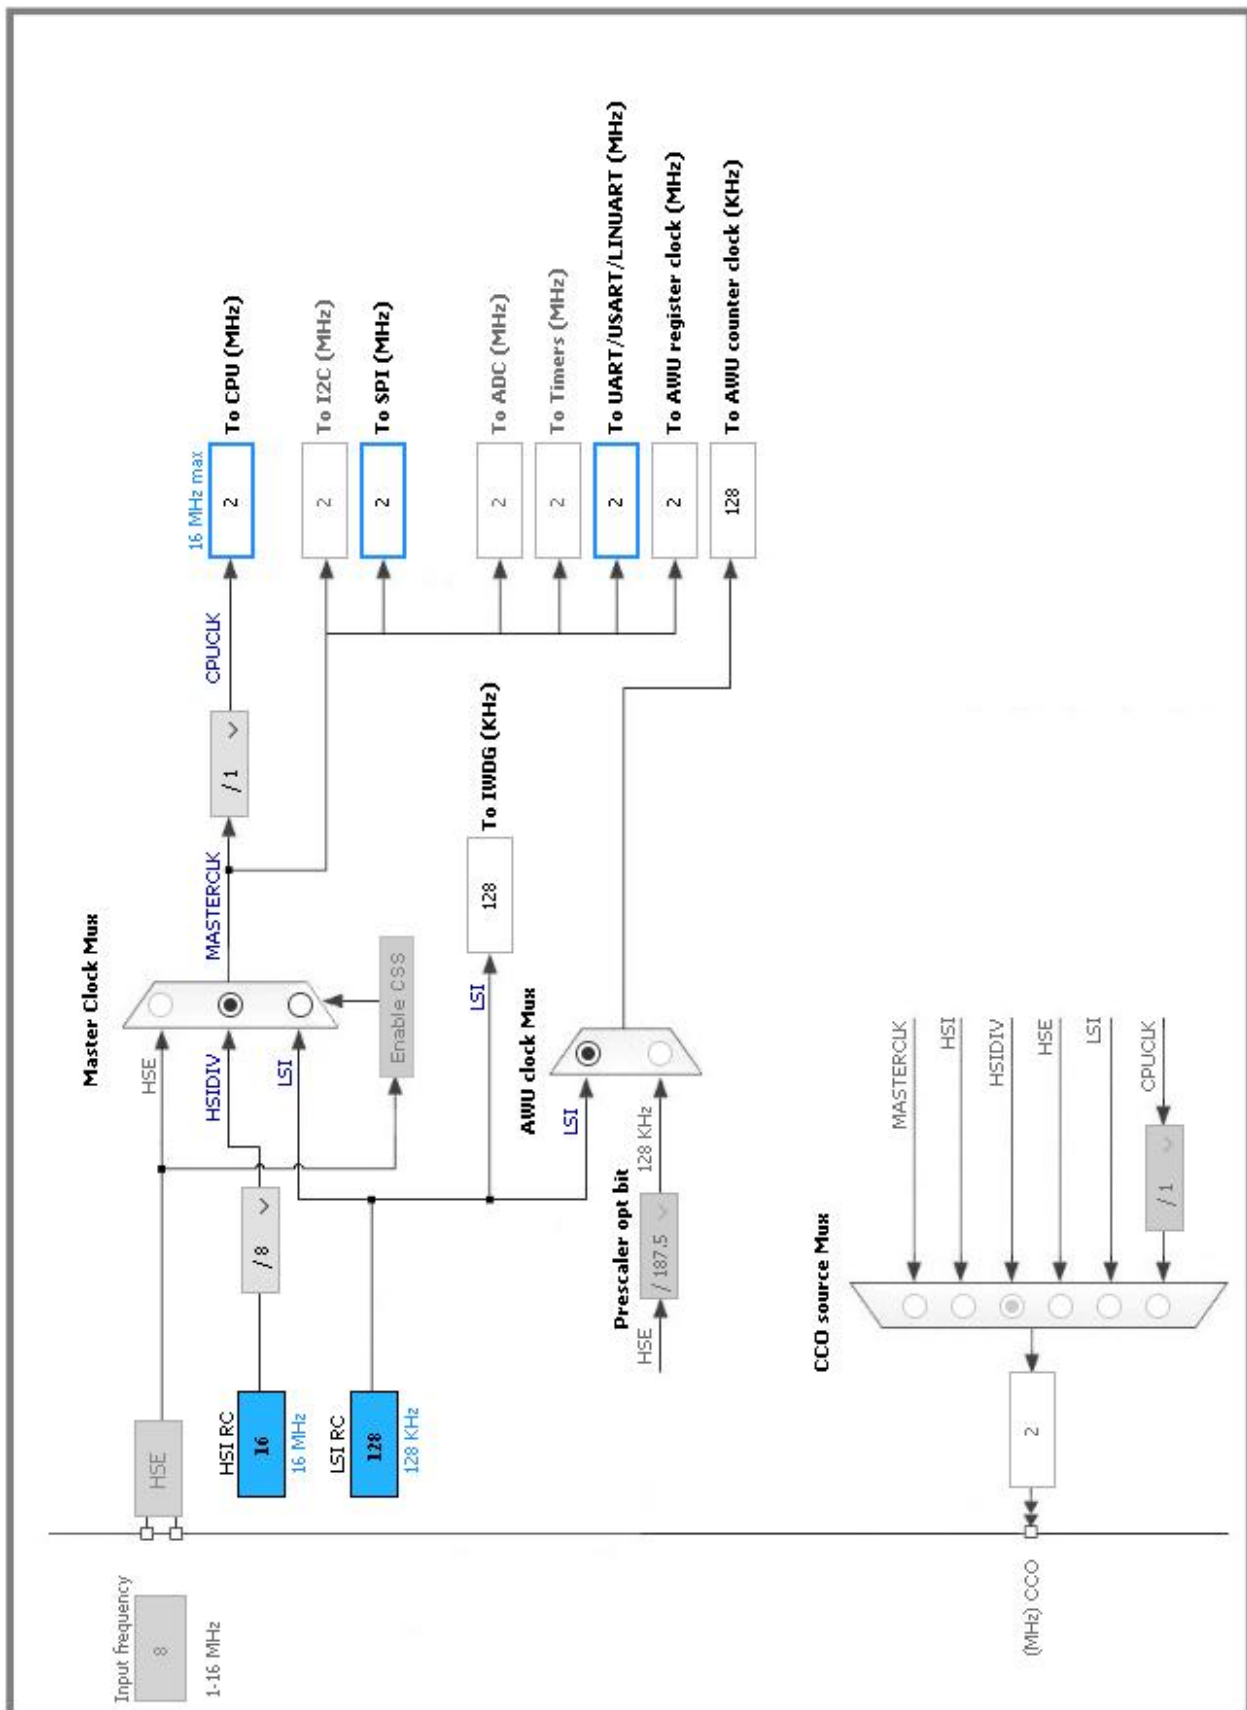 Input frequency
8
1-16 MHz
HSE
HSI RC
16
16 MHz
LSI RC
128
128 KHz
/ 8
HSE
HSIDIV
LSI
Master Clock Mux
Enable CSS
MASTERCLK
/ 1
CPUCLK
16 MHz max
2
To CPU (MHz)
2
To I2C (MHz)
2
To SPI (MHz)
2
To ADC (MHz)
2
To Timers (MHz)
2
To UART/USART/LINUART (MHz)
2
To AWU register clock (MHz)
128
To AWU counter clock (KHz)
LSI
128
To IWDG (KHz)
AWU clock Mux
LSI
Prescaler opt bit
HSE
/ 187.5
128 KHz
CCO source Mux
MASTERCLK
HSI
HSIDIV
HSE
LSI
CPUCLK
/ 1
2
(MHz) CCO